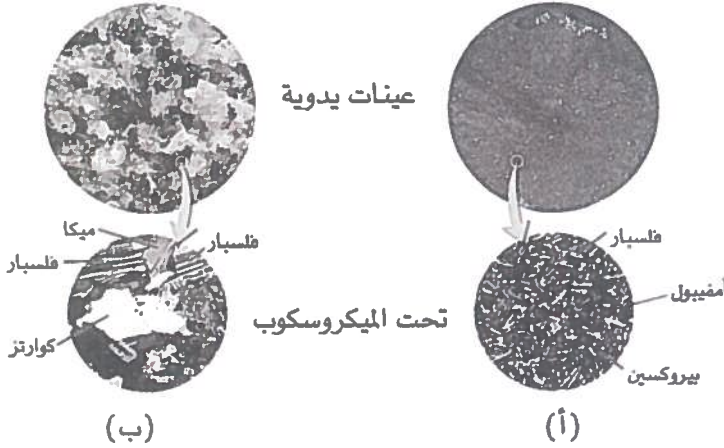 عينات يدوية
ميكا
فلسبار
فلسبار
كوارتز
تحت الميكروسكوب
فلسبار
أمفيبول
بيروكسين
(أ)
(ب)